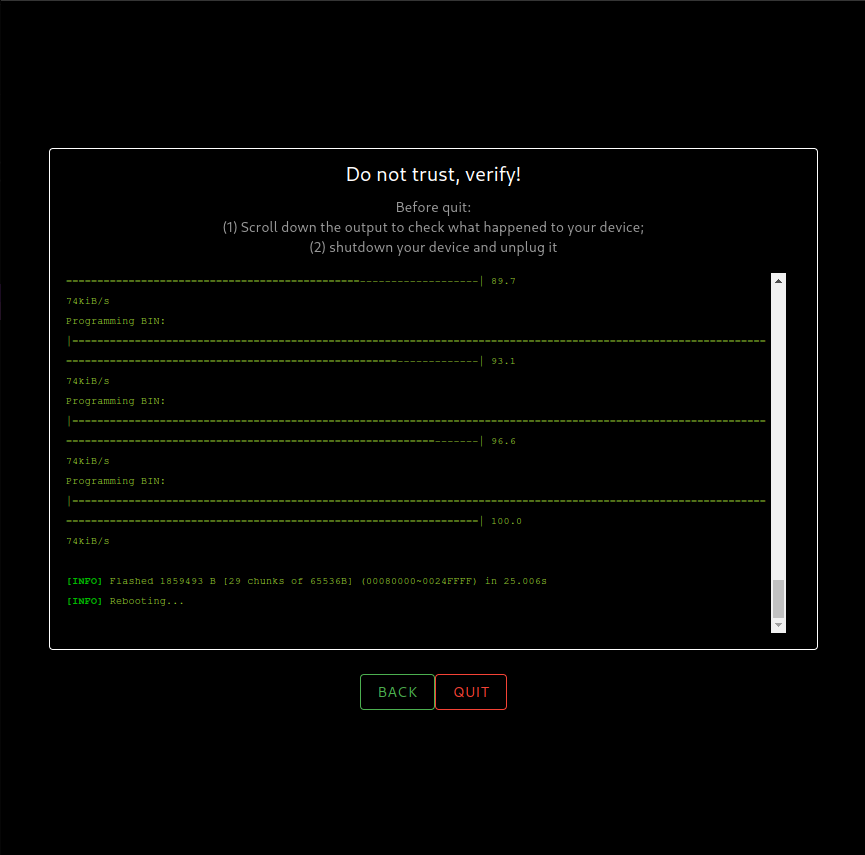 Do not trust, verify!
Before quit:
(1) Scroll down the output to check what happened to your device;
(2) shutdown your device and unplug it
==================================================-------------------| 89.7
74kiB/s
Programming BIN:
|===============================================================================================================
=====================================================-------------| 93.1
74kiB/s
Programming BIN:
|===============================================================================================================
===========================================================-------| 96.6
74kiB/s
Programming BIN:
|===============================================================================================================
==================================================================| 100.0
74kiB/s
[INFO] Flashed 1859493 B [29 chunks of 65536B] (00080000~0024FFFF) in 25.006s
[INFO] Rebooting...
BACK QUIT